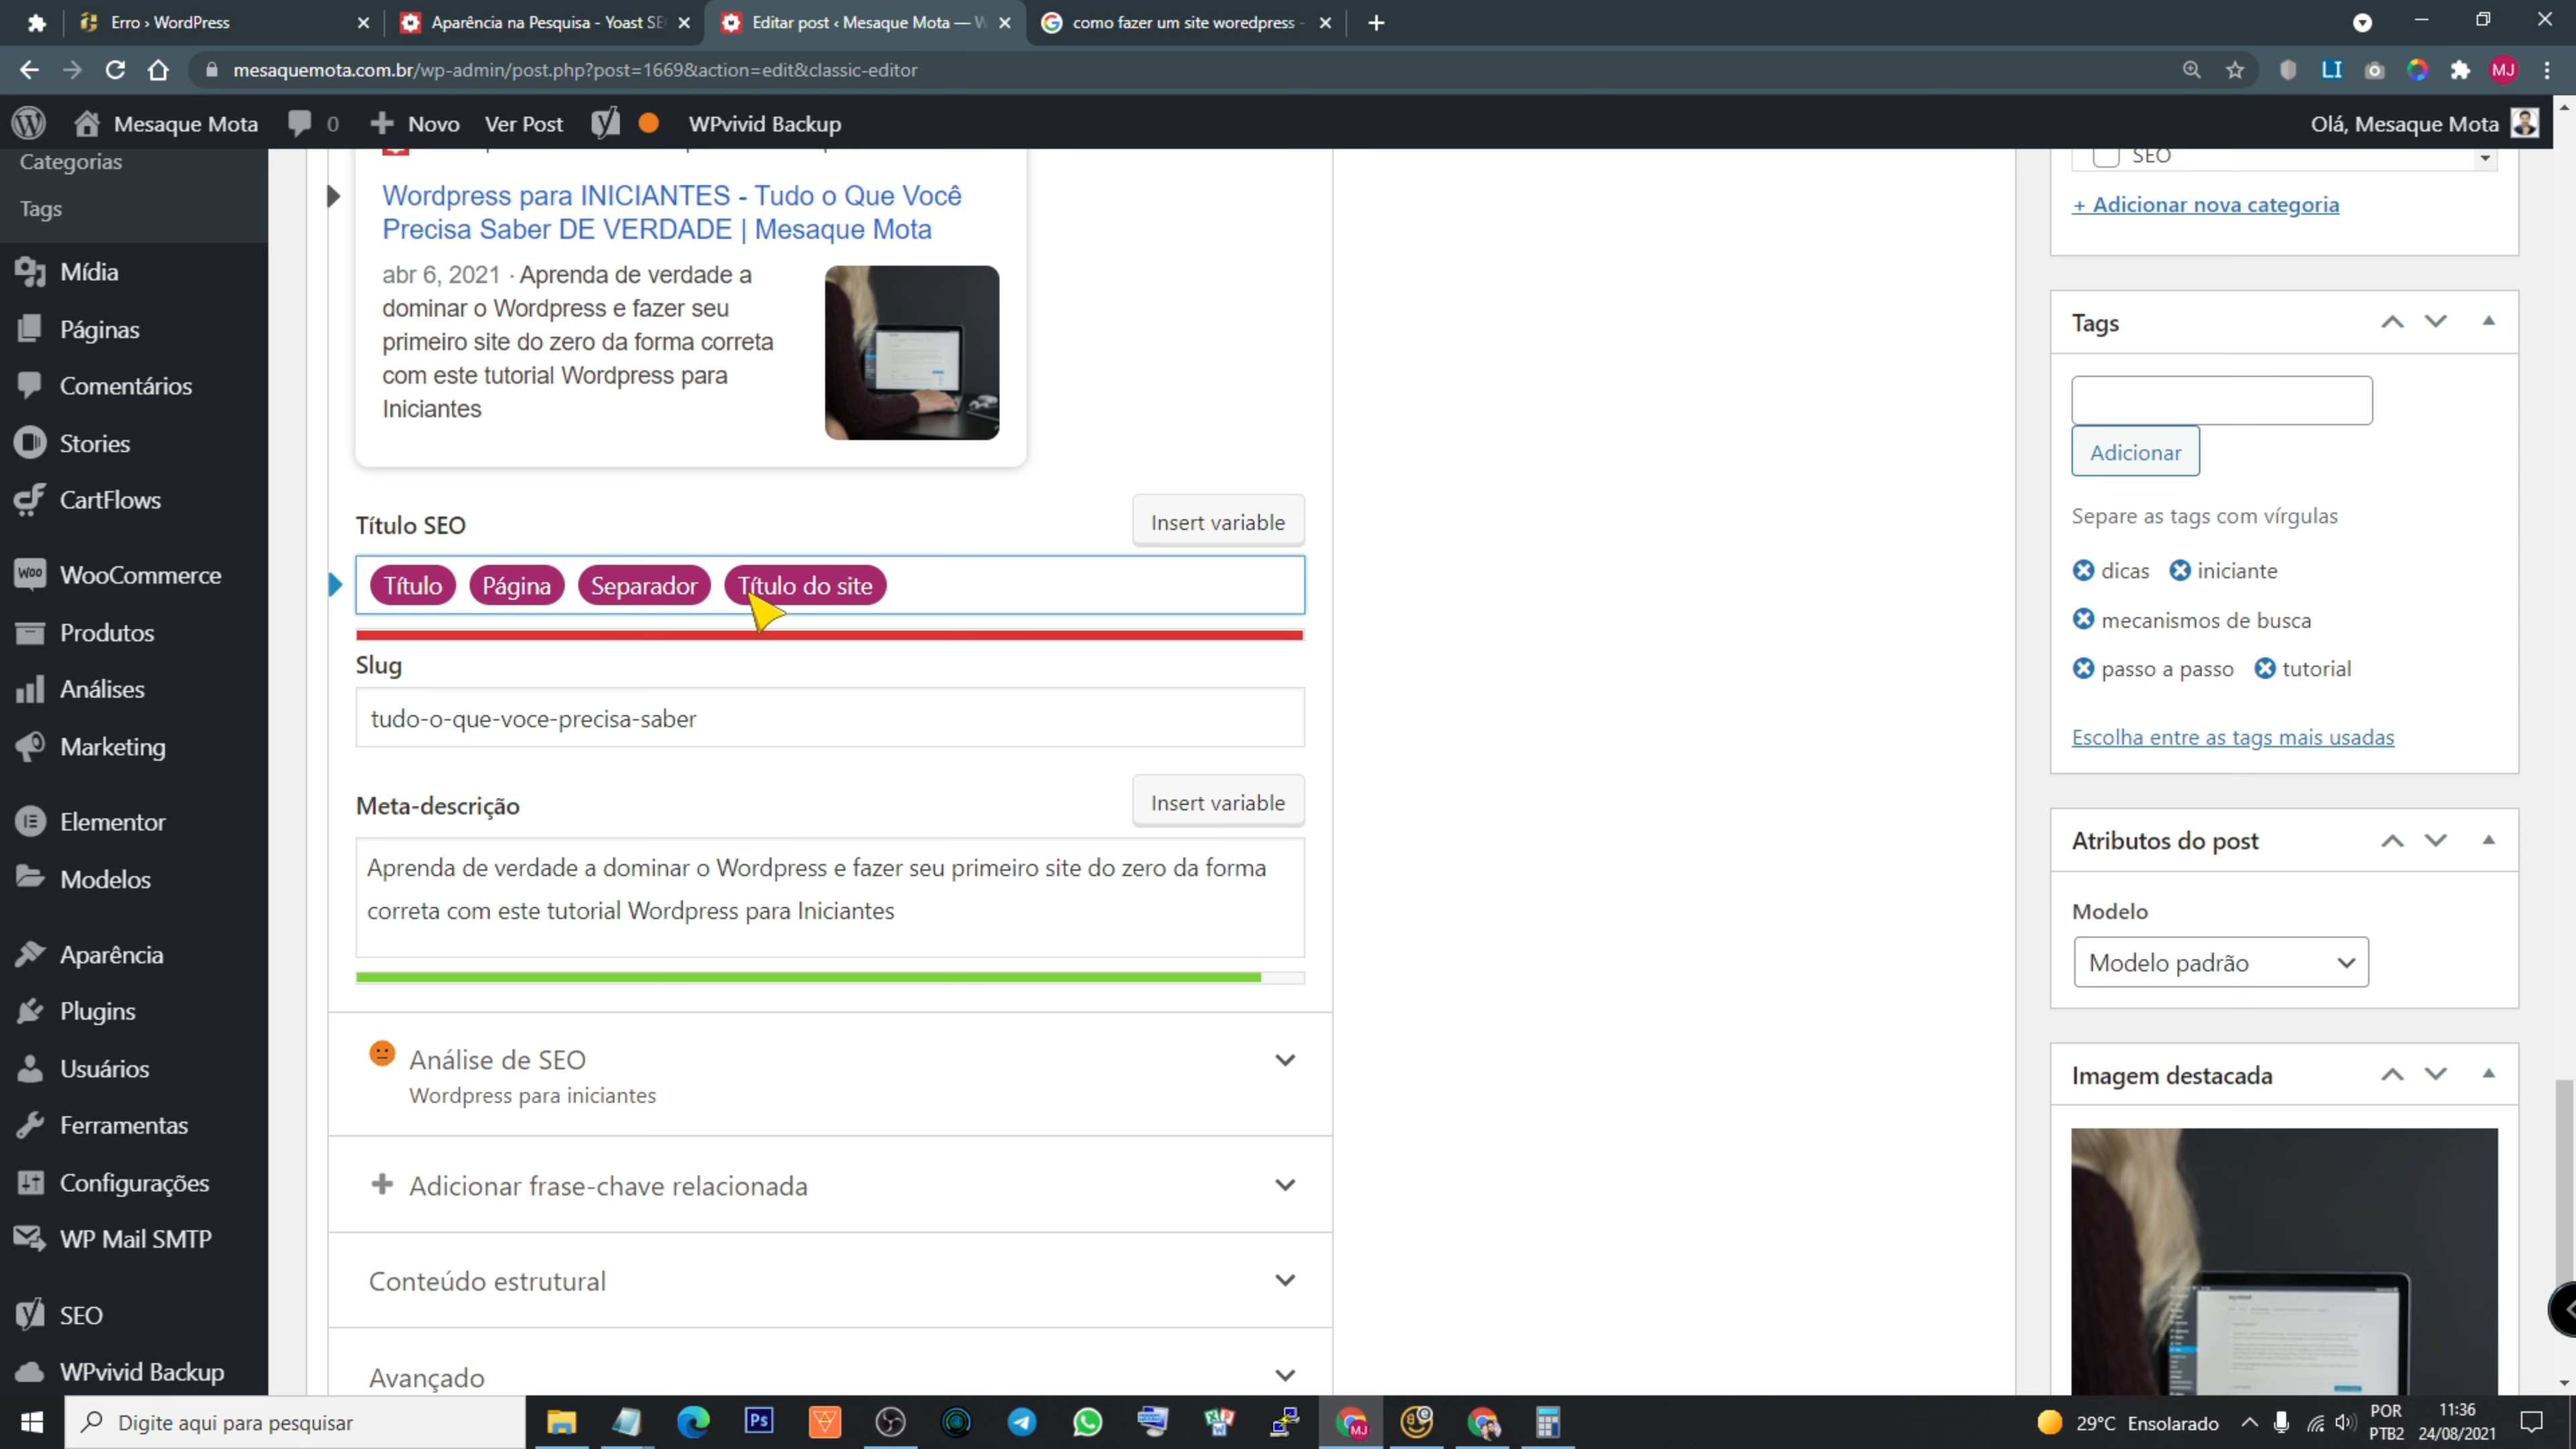 Erro › WordPress
Aparência na Pesquisa - Yoast SE
Editar post ‹ Mesaque Mota — W
como fazer um site woredpress -
mesaquemota.com.br/wp-admin/post.php?post=1669&action=edit&classic-editor
LI
MJ
Mesaque Mota
0
Novo
Ver Post
WPvivid Backup
Olá, Mesaque Mota
Categorias
Tags
Mídia
Páginas
Comentários
Stories
CartFlows
Woo
WooCommerce
Produtos
Análises
Marketing
Elementor
Modelos
Aparência
Plugins
Usuários
Ferramentas
Configurações
WP Mail SMTP
SEO
WPvivid Backup
Wordpress para INICIANTES - Tudo o Que Você
Precisa Saber DE VERDADE | Mesaque Mota
abr 6, 2021 · Aprenda de verdade a
dominar o Wordpress e fazer seu
primeiro site do zero da forma correta
com este tutorial Wordpress para
Iniciantes
Título SEO
Insert variable
Título Página Separador Título do site
Slug
tudo-o-que-voce-precisa-saber
Meta-descrição
Insert variable
Aprenda de verdade a dominar o Wordpress e fazer seu primeiro site do zero da forma
correta com este tutorial Wordpress para Iniciantes
Análise de SEO
Wordpress para iniciantes
Adicionar frase-chave relacionada
Conteúdo estrutural
Avançado
SEO
+ Adicionar nova categoria
Tags
Adicionar
Separe as tags com vírgulas
dicas iniciante
mecanismos de busca
passo a passo tutorial
Escolha entre as tags mais usadas
Atributos do post
Modelo
Modelo padrão
Imagem destacada
Digite aqui para pesquisar
Ps
MJ
29°C Ensolarado
POR
PTB2
11:36
24/08/2021